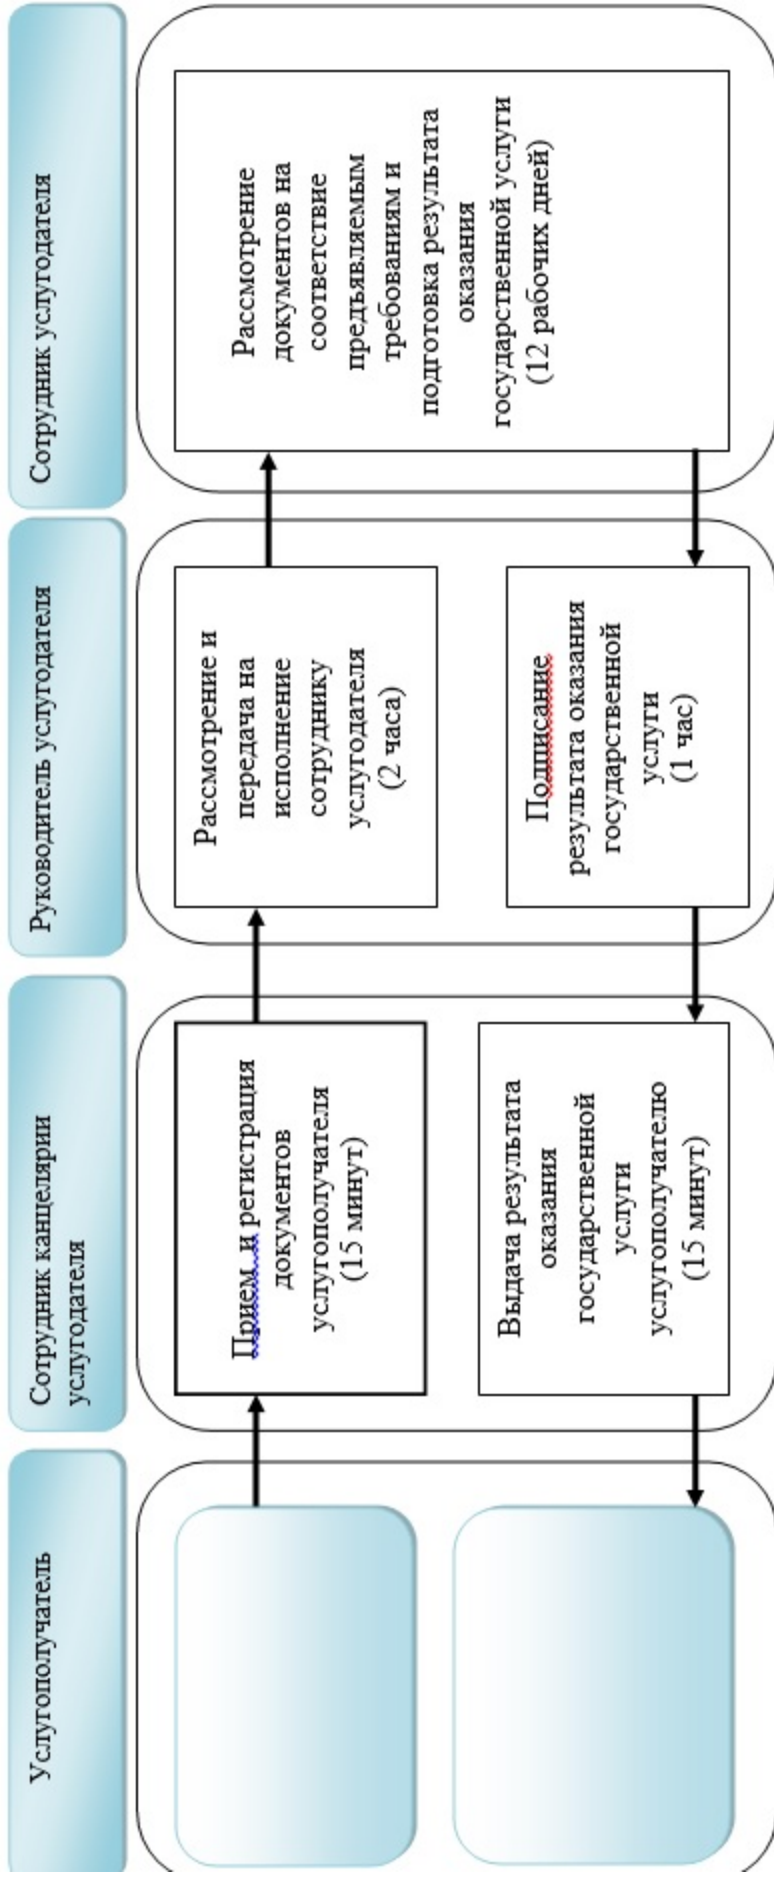 Услугополучатель
Сотрудник канцелярии
услугодателя
Руководитель услугодателя
Сотрудник услугодателя
Прием и регистрация
документов
услугополучателя
(15 минут)
Рассмотрение и
передача на
исполнение
сотруднику
услугодателя
(2 часа)
Рассмотрение
документов на
соответствие
предъявляемым
требованиям и
подготовка результата
оказания
государственной услуги
(12 рабочих дней)
Подписание
результата оказания
государственной
услуги
(1 час)
Выдача результата
оказания
государственной
услуги
услугополучателю
(15 минут)